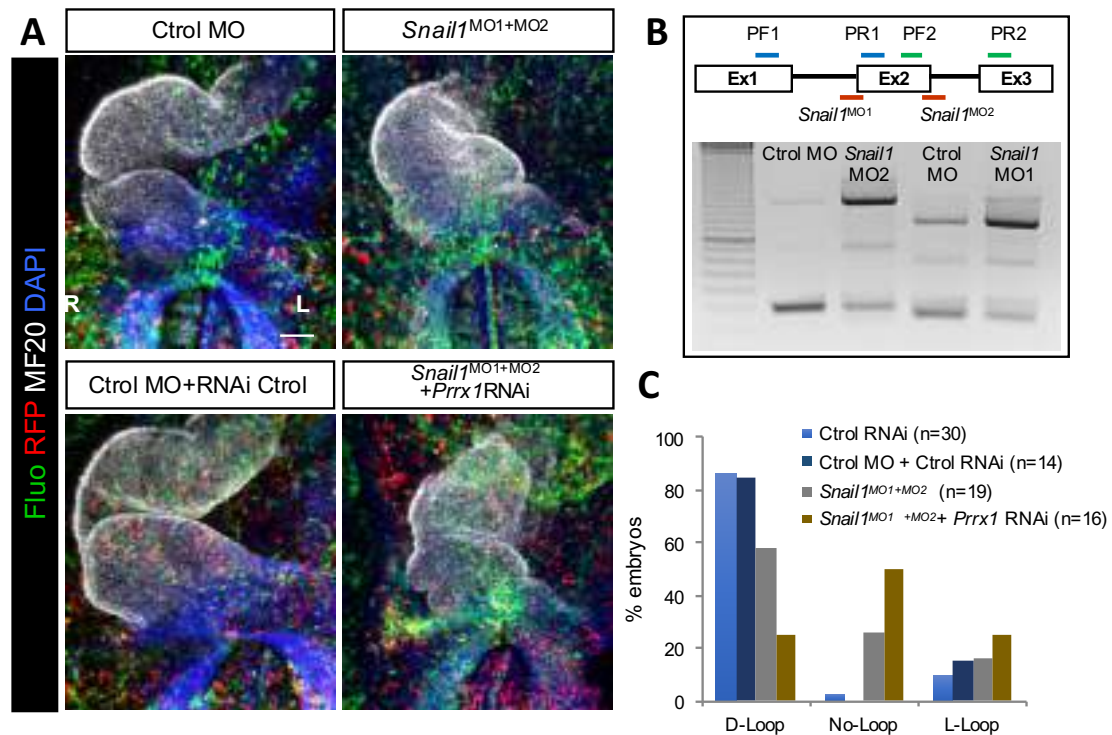 A
Ctrol MO
Snail1MO1+MO2
Fluo RFP MF20 DAPI
R
L
Ctrol MO+RNAi Ctrol
Snail1MO1+MO2
+Prrx1RNAi
B
PF1
PR1
PF2
PR2
Ex1
Ex2
Ex3
Snail1MO1
Snail1MO2
Ctrol MO
Snail1
MO2
Ctrol
MO
Snail1
MO1
C
% embryos
100
80
60
40
20
0
Ctrol RNAi (n=30)
Ctrol MO + Ctrol RNAi (n=14)
Snail1MO1+MO2 (n=19)
Snail1MO1 +MO2+ Prrx1 RNAi (n=16)
D-Loop
No-Loop
L-Loop